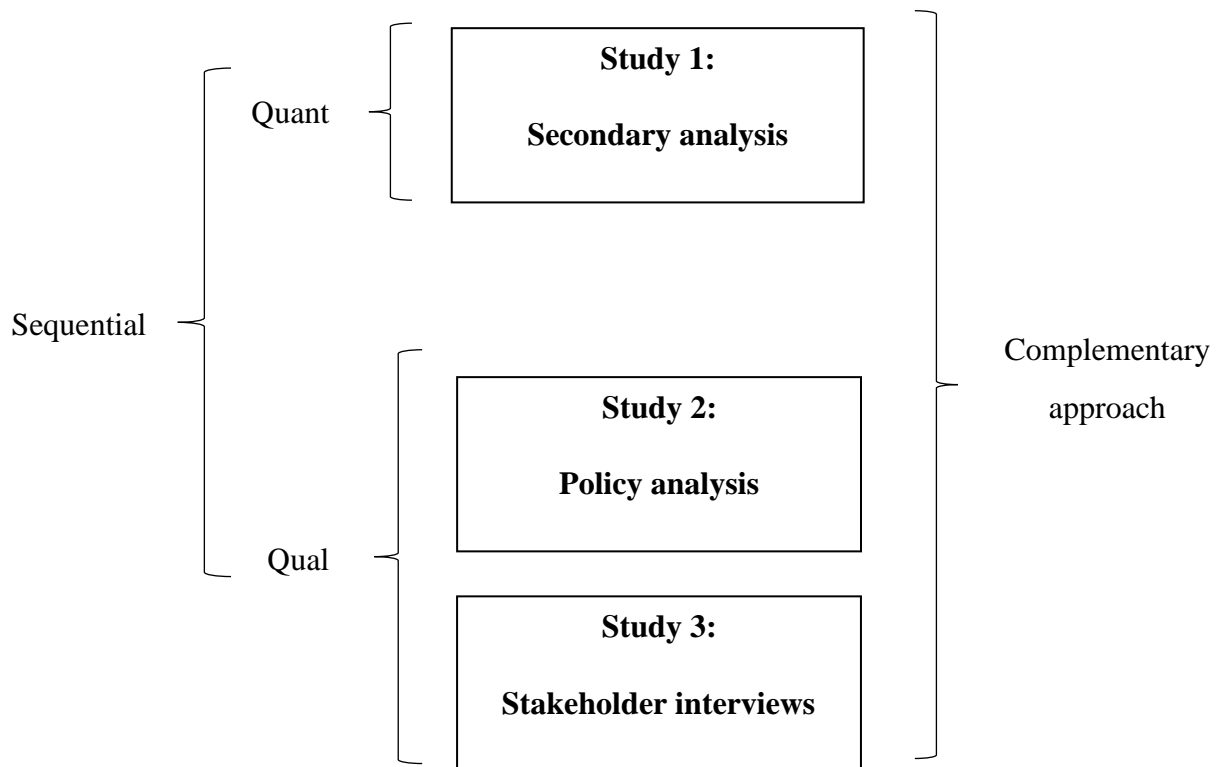 Study 1:
Quant
Secondary analysis
Sequential
Complementary
approach
Study 2:
Policy analysis
Qual
Study 3:
Stakeholder interviews